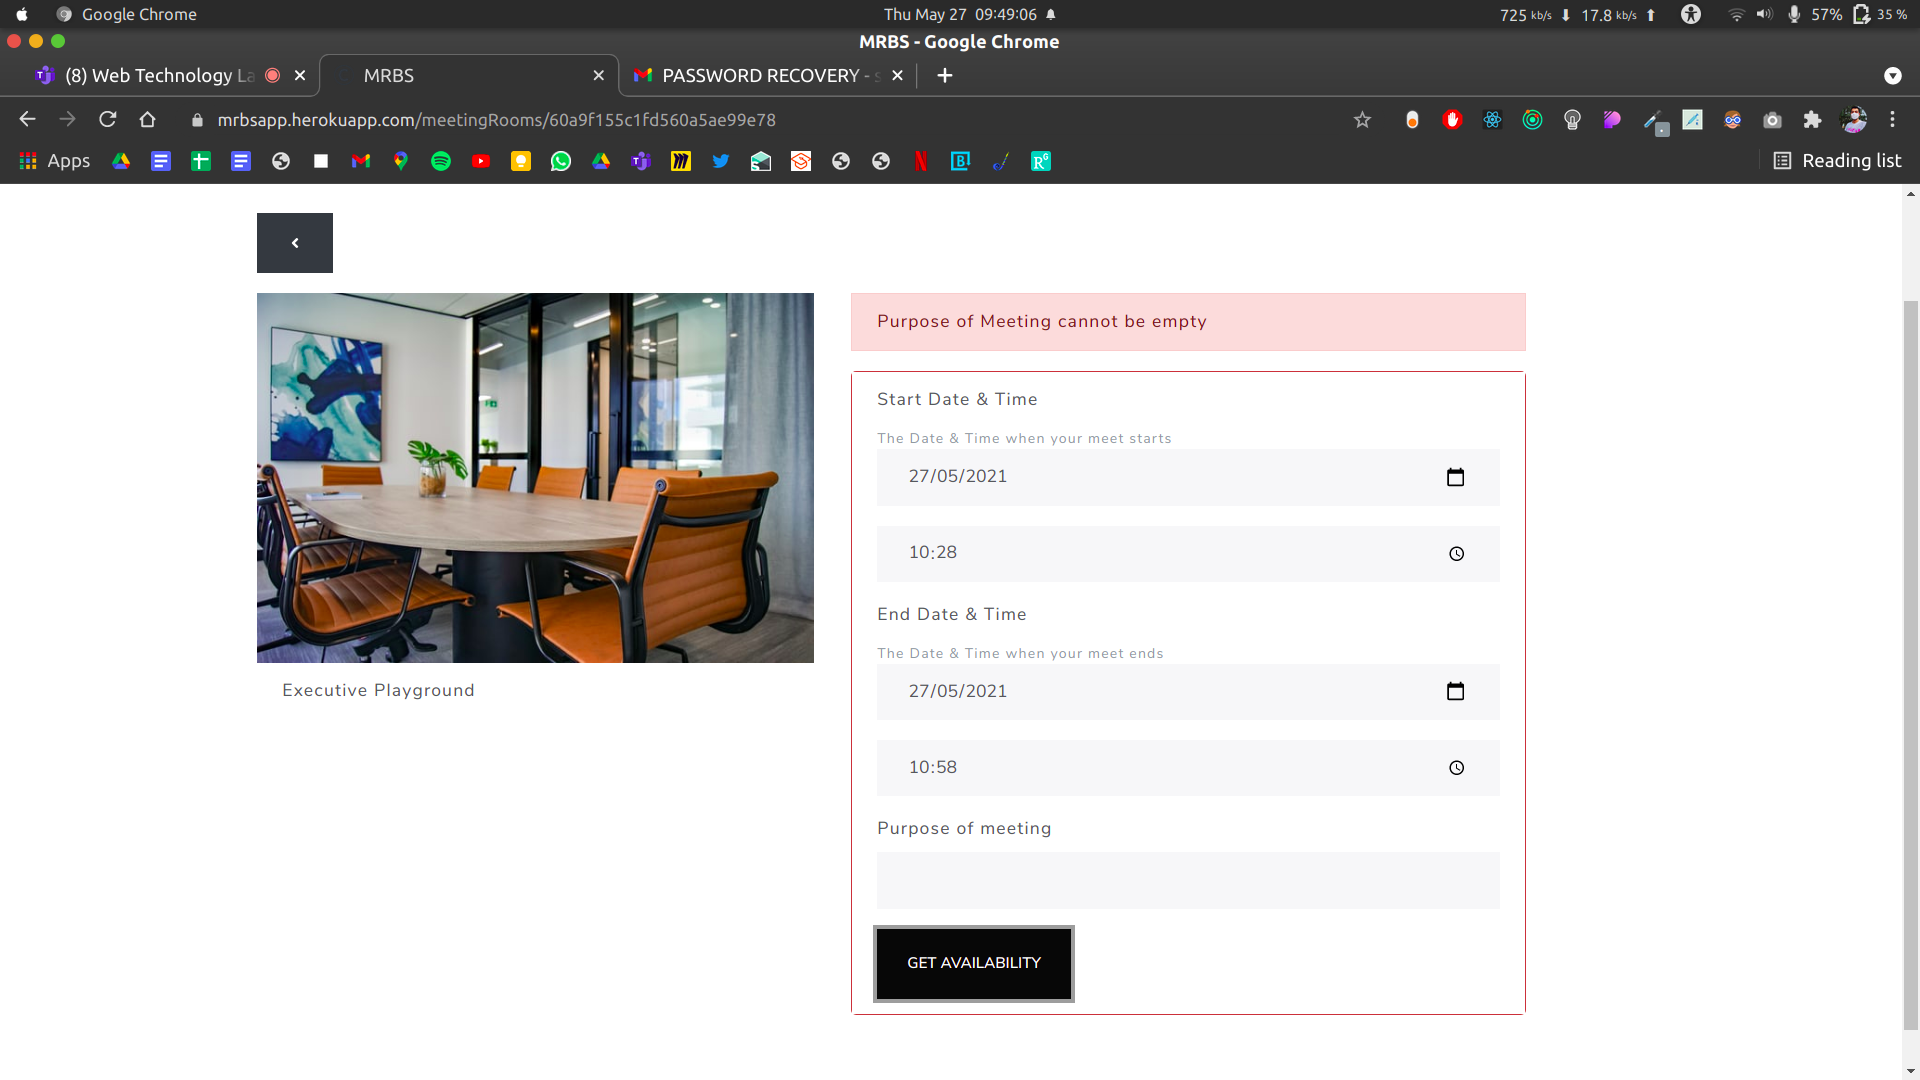 Google Chrome
Thu May 27 09:49:06
725 kb/s 17.8 kb/s 57% 35 %
MRBS - Google Chrome
(8) Web Technology La
MRBS
PASSWORD RECOVERY - s
mrbsapp.herokuapp.com/meetingRooms/60a9f155c1fd560a5ae99e78
Apps
Reading list
Purpose of Meeting cannot be empty
Start Date & Time
The Date & Time when your meet starts
27/05/2021
10:28
End Date & Time
The Date & Time when your meet ends
27/05/2021
10:58
Purpose of meeting
GET AVAILABILITY
Executive Playground